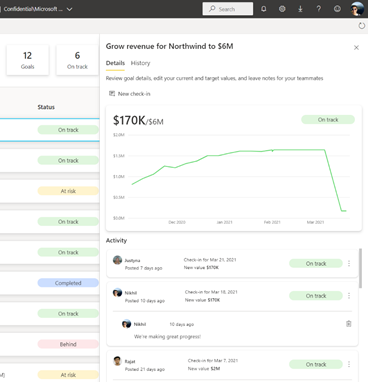 Confidential\Microsoft ...
Search
Grow revenue for Northwind to $6M
12
Goals
6
On track
Details History
Review goal details, edit your current and target values, and leave notes for your teammates
New check-in
Status
$170K/$6M
On track
$2.0M
$1.5M
$1.0M
$0.5M
$0.0M
Dec 2020 Jan 2021 Feb 2021 Mar 2021
On track
On track
At risk
On track
On track
Completed
On track
Behind
At risk
Activity
Posted 7 days ago
Check-in for Mar 21, 2021
New value $170K
On track
Nikhil
Posted 10 days ago
Check-in for Mar 18, 2021
New value $170K
On track
Nikhil 10 days ago
We're making great progress!
Rajat
Posted 21 days ago
Check-in for Mar 7, 2021
New value $2M
On track